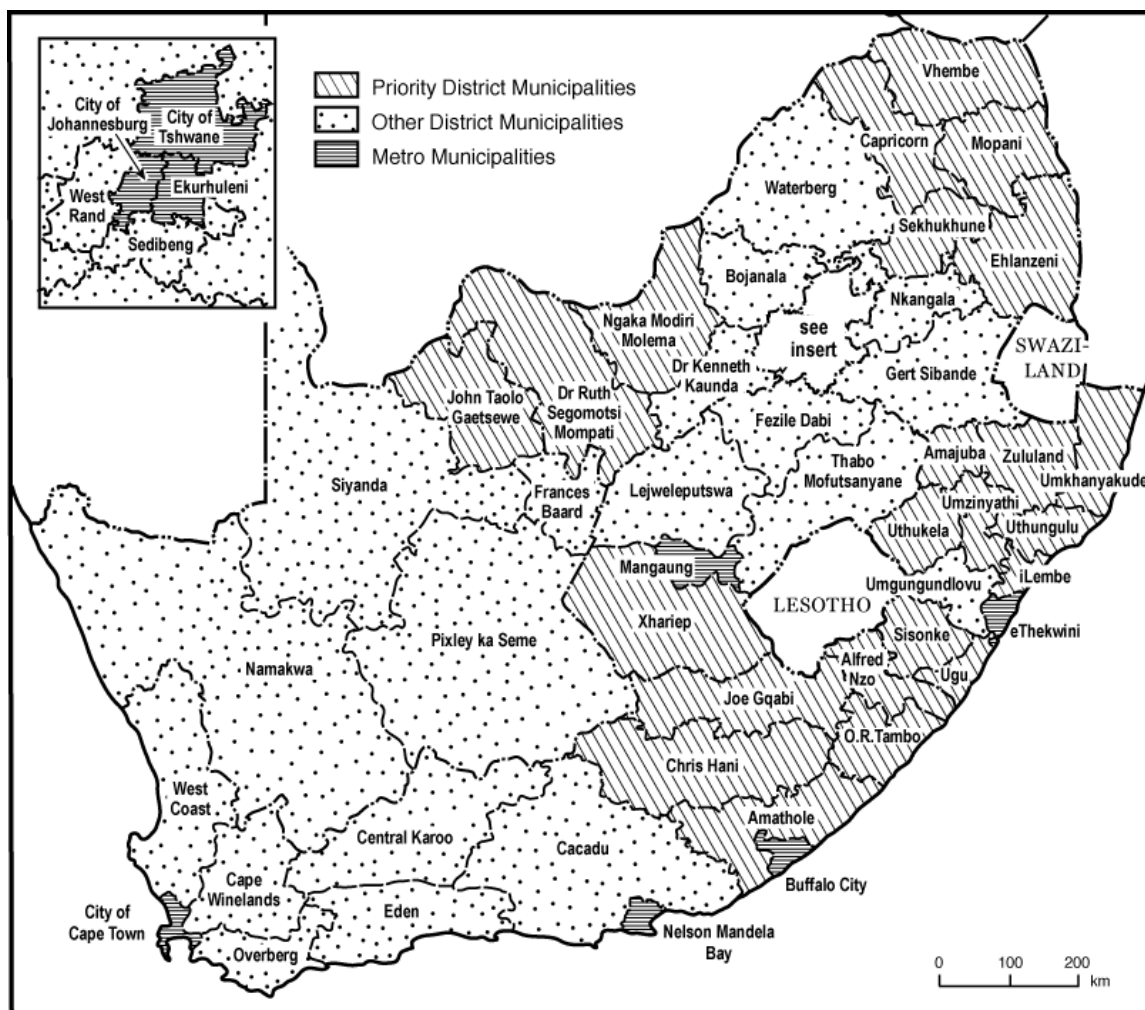 City of
Johannesburg
City of
Tshwane
West
Rand
Ekurhuleni
Sedibeng
Priority District Municipalities
Other District Municipalities
Metro Municipalities
Vhembe
Capricorn
Mopani
Waterberg
Sekhukhune
Ehlanzeni
Bojanala
Nkangala
Ngaka Modiri
Molema
see
insert
SWAZI-
LAND
Dr Kenneth
Kaunda
Gert Sibande
John Taolo
Gaetsewe
Dr Ruth
Segomotsi
Mompati
Fezile Dabi
Thabo
Mofutsanyane
Amajuba
Zululand
Umkhanyakude
Siyanda
Frances
Baard
Lejweleputswa
Umzinyathi
Uthukela
Uthungulu
Mangaung
Umgungundlovu
iLembe
LESOTHO
eThekwini
Xhariep
Sisonke
Pixley ka Seme
Namakwa
Alfred
Nzo
Ugu
Joe Gqabi
O.R.Tambo
Chris Hani
West
Coast
Amathole
Central Karoo
Cacadu
Cape
Winelands
Buffalo City
Eden
City of
Cape Town
Nelson Mandela
Bay
Overberg
0 100 200
km